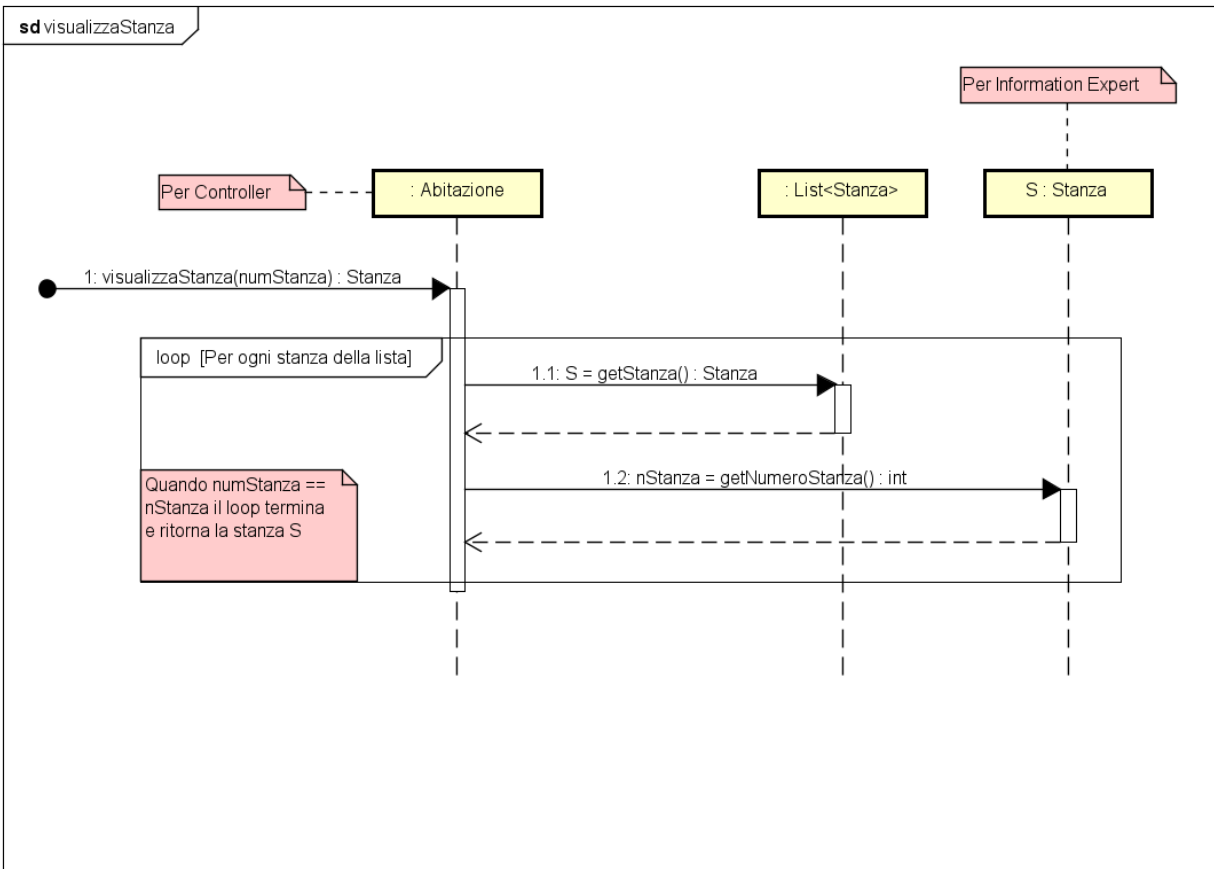 sd visualizzaStanza
Per Information Expert
Per Controller
: Abitazione
: List<Stanza>
S : Stanza
1: visualizzaStanza(numStanza) : Stanza
loop [Per ogni stanza della lista]
1.1: S = getStanza() : Stanza
Quando numStanza ==
nStanza il loop termina
e ritorna la stanza S
1.2: nStanza = getNumeroStanza() : int